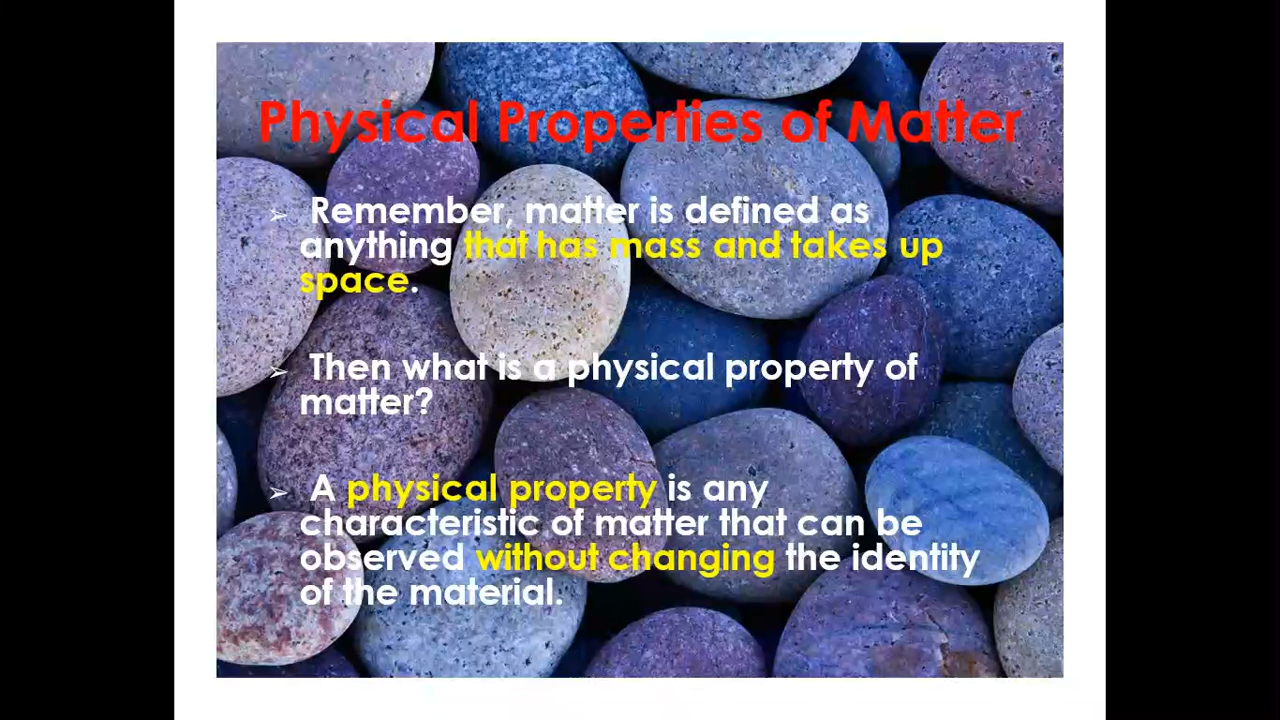 Physical Properties of Matter
➢ Remember, matter is defined as
anything that has mass and takes up
space.
➢ Then what is a physical property of
matter?
➢ A physical property is any
characteristic of matter that can be
observed without changing the identity
of the material.